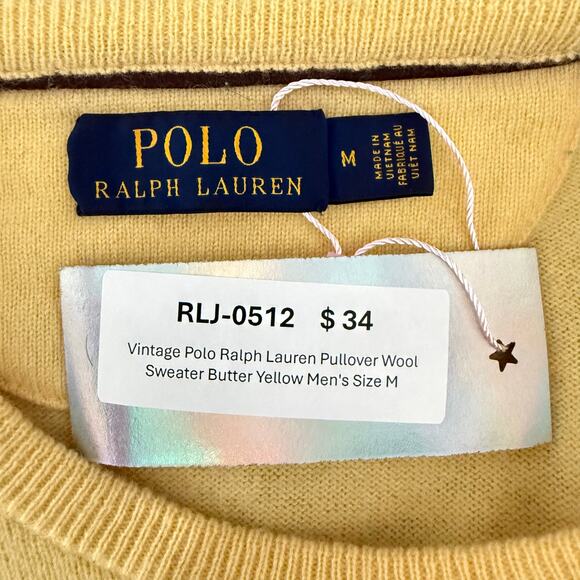 POLO
RALPH LAUREN
M
MADE IN
VIETNAM
FABRIQUÉ AU
VIÊT NAM
RLJ-0512 $ 34
Vintage Polo Ralph Lauren Pullover Wool
Sweater Butter Yellow Men's Size M